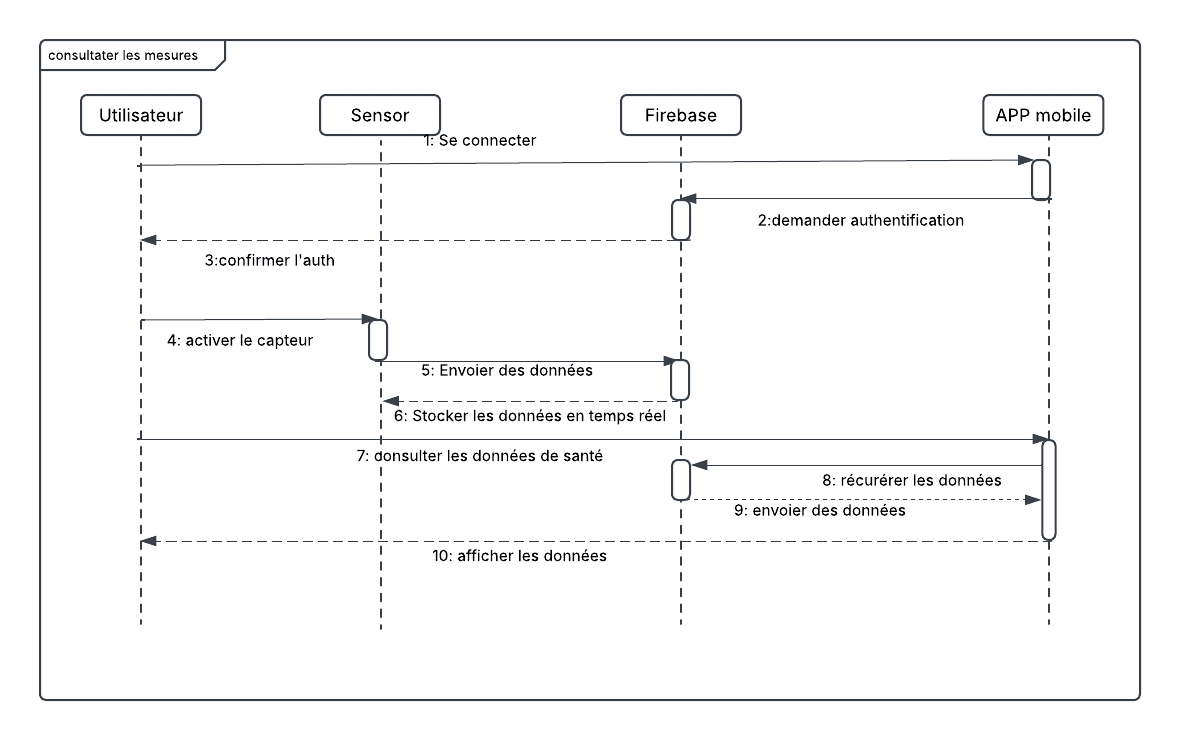 consultater les mesures
Utilisateur
Sensor
Firebase
APP mobile
1: Se connecter
2:demander authentification
3:confirmer l'auth
4: activer le capteur
5: Envoier des données
6: Stocker les données en temps réel
7: consulter les données de santé
8: récurérer les données
9: envoier des données
10: afficher les données